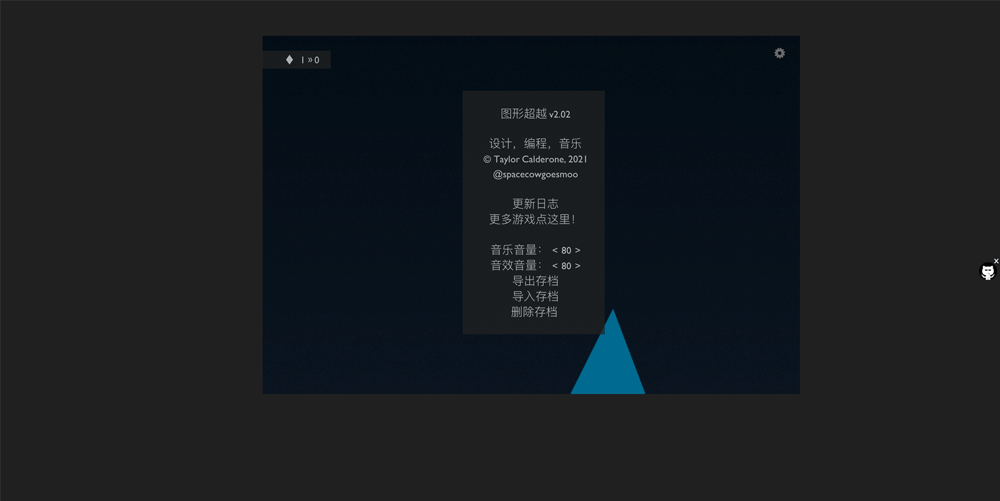 1 »0
图形超越 v2.02
设计，编程，音乐
© Taylor Calderone, 2021
@spacecowgoesmoo
更新日志
更多游戏点这里！
音乐音量： < 80 >
音效音量： < 80 >
导出存档
导入存档
删除存档
x